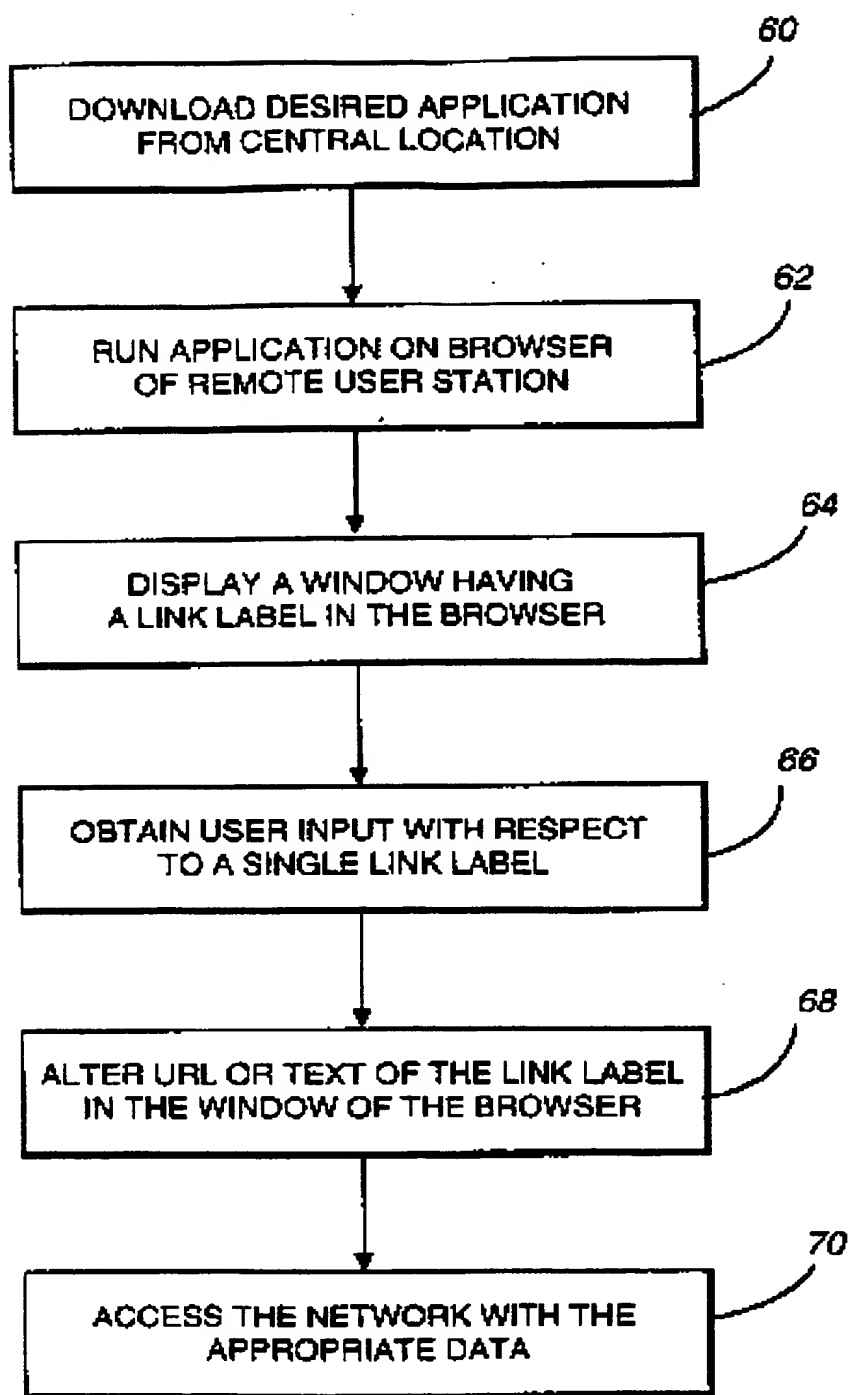 60
DOWNLOAD DESIRED APPLICATION
FROM CENTRAL LOCATION
62
RUN APPLICATION ON BROWSER
OF REMOTE USER STATION
64
DISPLAY A WINDOW HAVING
A LINK LABEL IN THE BROWSER
66
OBTAIN USER INPUT WITH RESPECT
TO A SINGLE LINK LABEL
68
ALTER URL OR TEXT OF THE LINK LABEL
IN THE WINDOW OF THE BROWSER
70
ACCESS THE NETWORK WITH THE
APPROPRIATE DATA